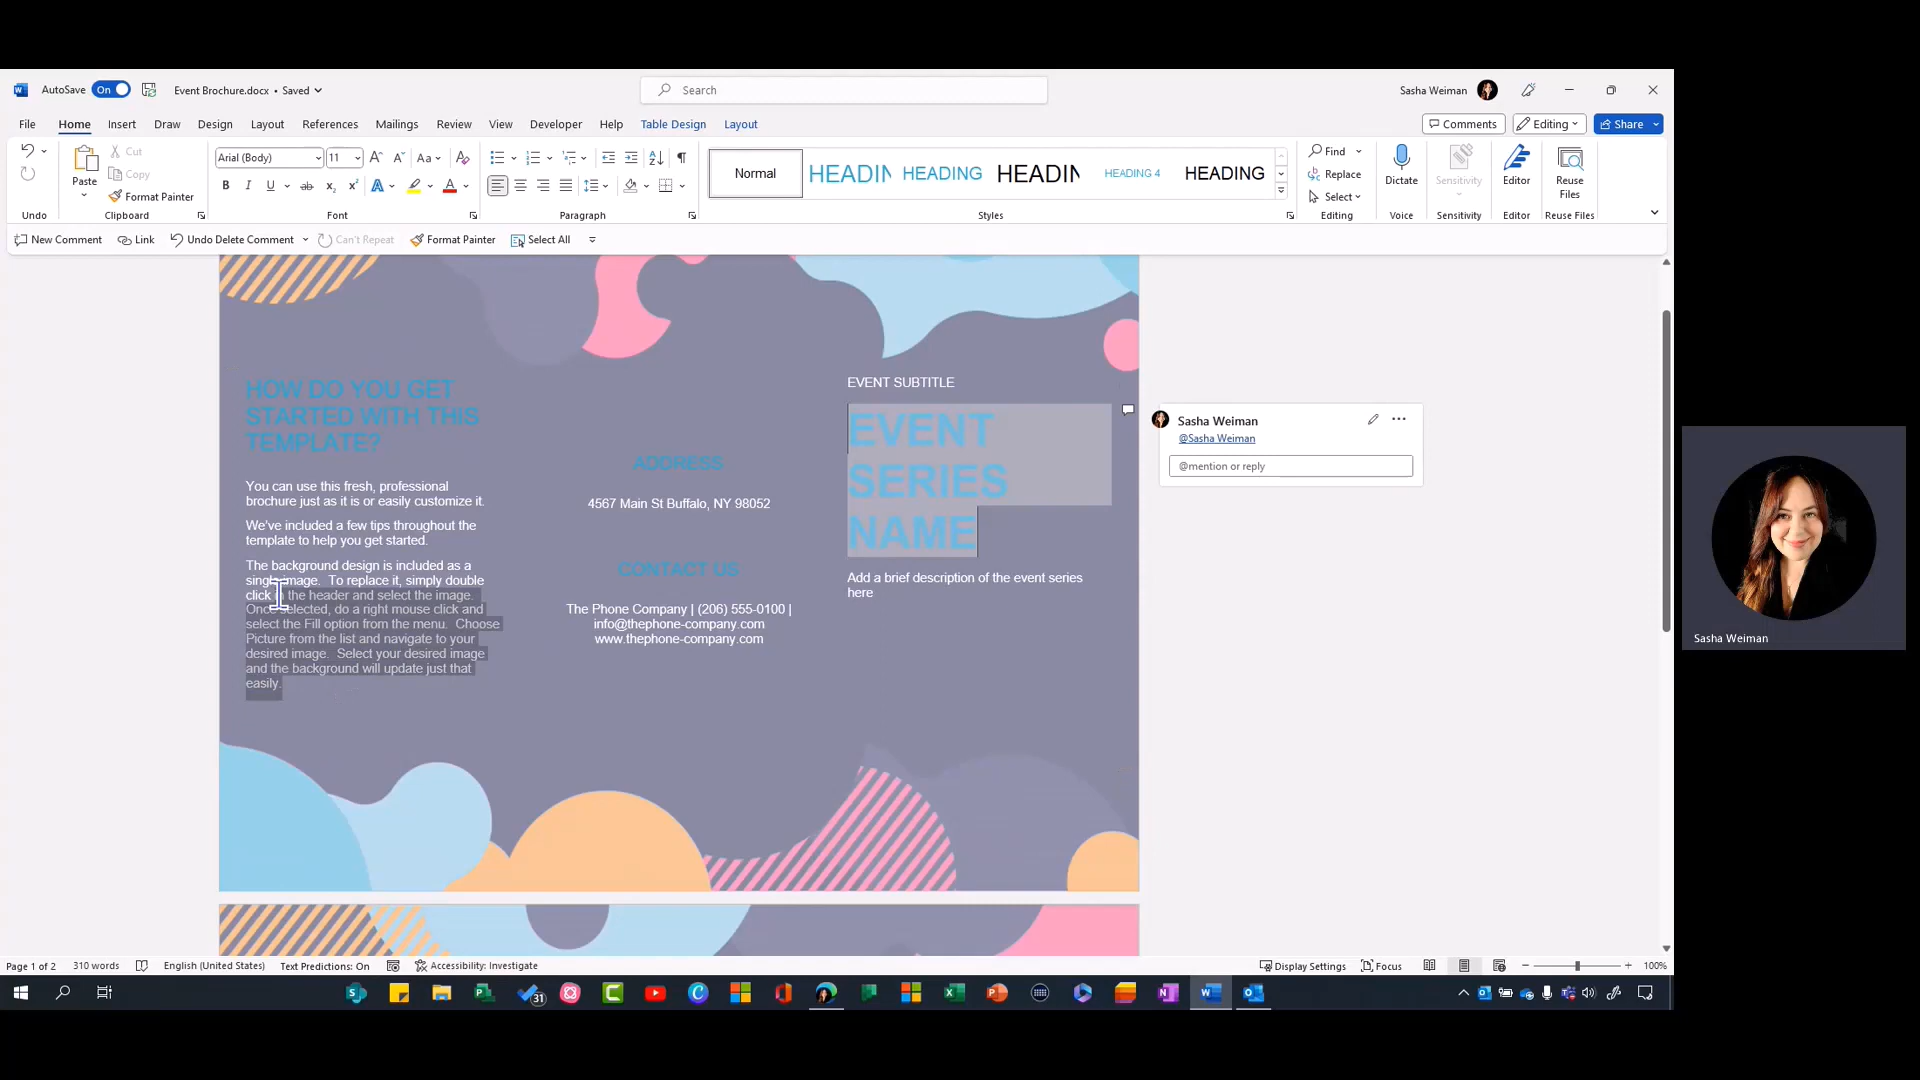 AutoSave On Event Brochure.docx • Saved Search Sasha Weiman
File Home Insert Draw Design Layout References Mailings Review View Developer Help Table Design Layout Comments Editing Share
Paste Cut Copy Format Painter
Arial (Body) 11 Aa
B I U ab x₂ x² A A
Normal HEADIN HEADING HEADIN HEADING 4 HEADING
Find Replace Select
Dictate Sensitivity Editor Reuse Files
Undo Clipboard Font Paragraph Styles Editing Voice Sensitivity Editor Reuse Files
New Comment Link Undo Delete Comment Can't Repeat Format Painter Select All
HOW DO YOU GET
STARTED WITH THIS
TEMPLATE?
You can use this fresh, professional
brochure just as it is or easily customize it.
We've included a few tips throughout the
template to help you get started.
The background design is included as a
single image. To replace it, simply double
click in the header and select the image.
Once selected, do a right mouse click and
select the Fill option from the menu. Choose
Picture from the list and navigate to your
desired image. Select your desired image
and the background will update just that
easily.
ADDRESS
4567 Main St Buffalo, NY 98052
CONTACT US
The Phone Company | (206) 555-0100 |
info@thephone-company.com
www.thephone-company.com
EVENT SUBTITLE
EVENT
SERIES
NAME
Add a brief description of the event series
here
Sasha Weiman
@Sasha Weiman
@mention or reply
Sasha Weiman
Page 1 of 2 310 words English (United States) Text Predictions: On Accessibility: Investigate Display Settings Focus 100%
31